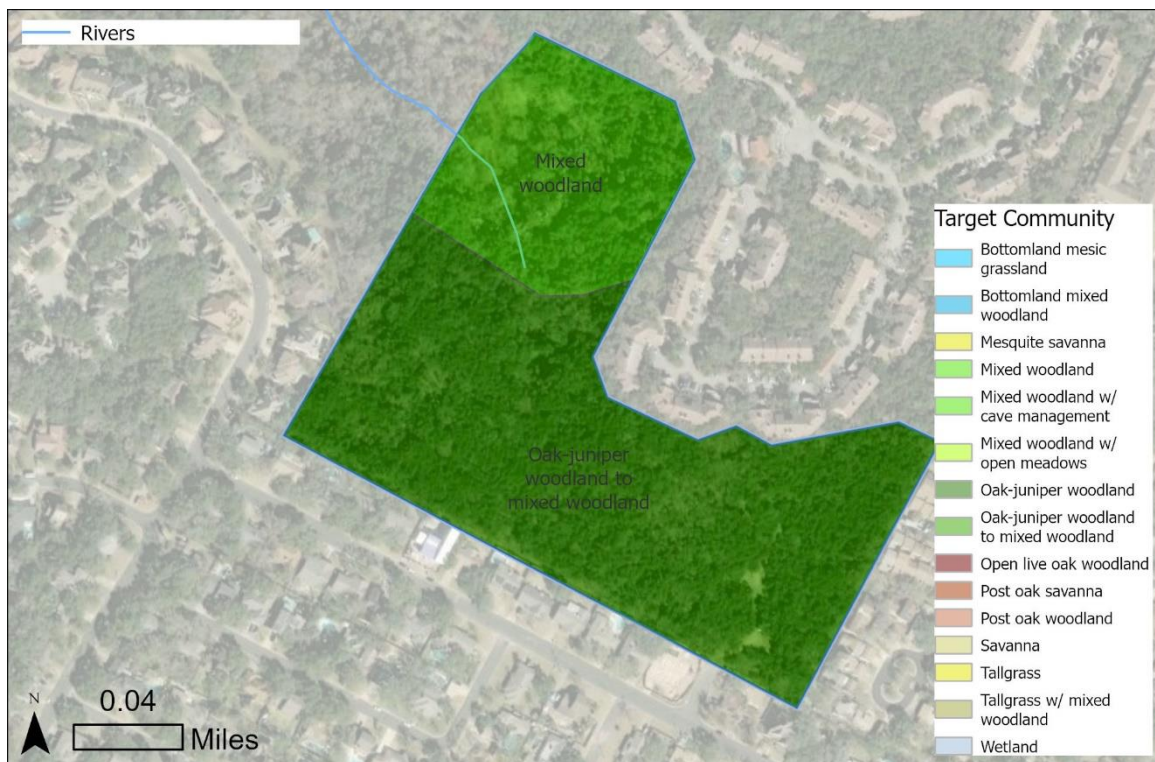 Rivers
Mixed
woodland
Oak-juniper
woodland to
mixed woodland
Target Community
Bottomland mesic
grassland
Bottomland mixed
woodland
Mesquite savanna
Mixed woodland
Mixed woodland w/
cave management
Mixed woodland w/
open meadows
Oak-juniper woodland
Oak-juniper woodland
to mixed woodland
Open live oak woodland
Post oak savanna
Post oak woodland
Savanna
Tallgrass
Tallgrass w/ mixed
woodland
Wetland
N
0.04
Miles